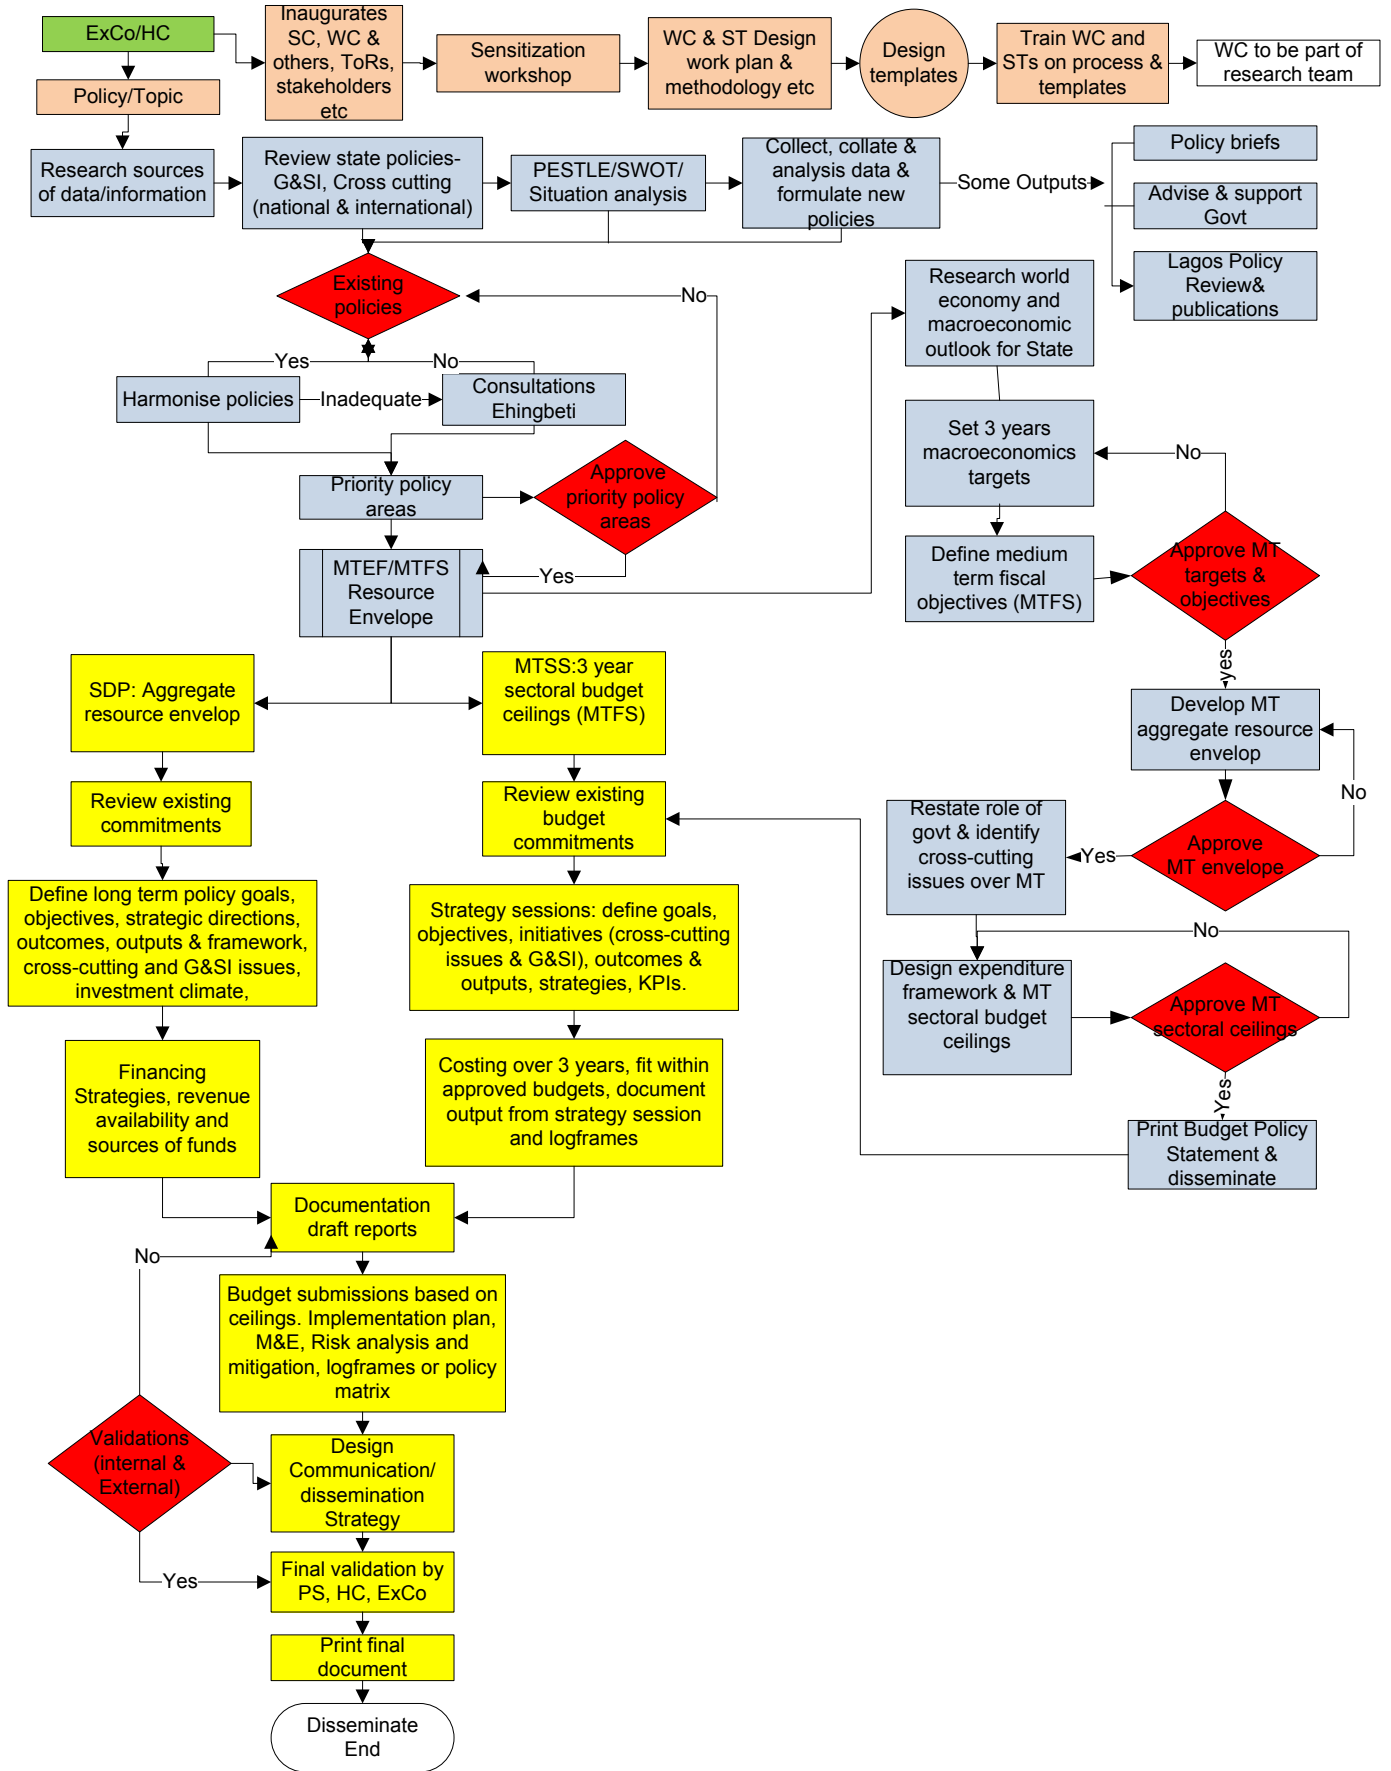 ExCo/HC
Inaugurates
SC, WC &
others, ToRs,
stakeholders
etc
Sensitization
workshop
WC & ST Design
work plan &
methodology etc
Design
templates
Train WC and
STs on process &
templates
WC to be part of
research team
Policy/Topic
Research sources
of data/information
Review state policies-
G&SI, Cross cutting
(national & international)
PESTLE/SWOT/
Situation analysis
Collect, collate &
analysis data &
formulate new
policies
Some Outputs
Policy briefs
Advise & support
Govt
Lagos Policy
Review&
publications
Existing
policies
No
Yes
No
Harmonise policies
Inadequate
Consultations
Ehingbeti
Priority policy
areas
Approve
priority policy
areas
MTEF/MTFS
Resource
Envelope
Yes
Research world
economy and
macroeconomic
outlook for State
Set 3 years
macroeconomics
targets
No
Define medium
term fiscal
objectives (MTFS)
Approve MT
targets &
objectives
yes
Develop MT
aggregate resource
envelop
No
Approve
MT envelope
Yes
Restate role of
govt & identify
cross-cutting
issues over MT
No
Design expenditure
framework & MT
sectoral budget
ceilings
Approve MT
sectoral ceilings
Yes
Print Budget Policy
Statement &
disseminate
SDP: Aggregate
resource envelop
MTSS:3 year
sectoral budget
ceilings (MTFS)
Review existing
commitments
Review existing
budget
commitments
Define long term policy goals,
objectives, strategic directions,
outcomes, outputs & framework,
cross-cutting and G&SI issues,
investment climate,
Strategy sessions: define goals,
objectives, initiatives (cross-cutting
issues & G&SI), outcomes &
outputs, strategies, KPIs.
Financing
Strategies, revenue
availability and
sources of funds
Costing over 3 years, fit within
approved budgets, document
output from strategy session
and logframes
Documentation
draft reports
No
Budget submissions based on
ceilings. Implementation plan,
M&E, Risk analysis and
mitigation, logframes or policy
matrix
Validations
(internal &
External)
Design
Communication/
dissemination
Strategy
Yes
Final validation by
PS, HC, ExCo
Print final
document
Disseminate
End